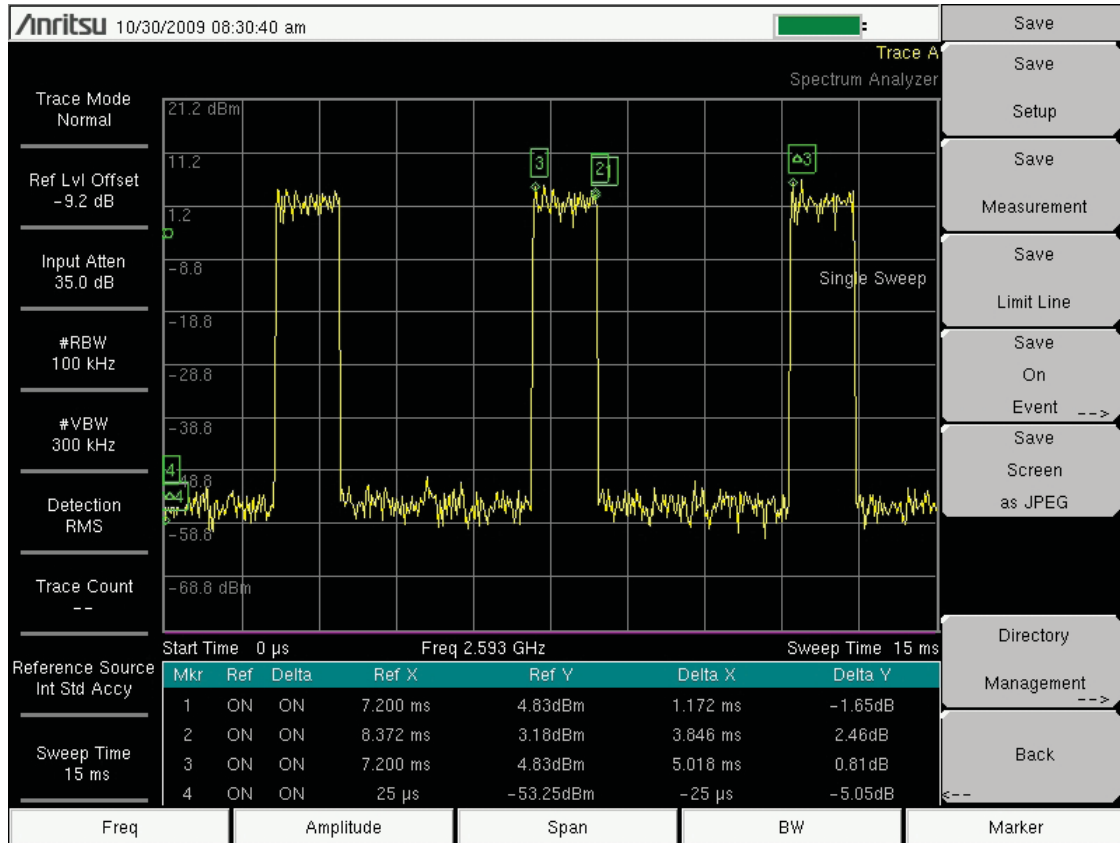 Anritsu 10/30/2009 08:30:40 am
Save
Trace A
Spectrum Analyzer
Save
Setup
Save
Measurement
Save
Limit Line
Save
On
Event -->
Save
Screen
as JPEG
Directory
Management
-->
Back
<--
Trace Mode
Normal
Ref Lvl Offset
-9.2 dB
Input Atten
35.0 dB
#RBW
100 kHz
#VBW
300 kHz
Detection
RMS
Trace Count
--
Reference Source
Int Std Accy
Sweep Time
15 ms
21.2 dBm
11.2
1.2
-8.8
-18.8
-28.8
-38.8
-48.8
-58.8
-68.8 dBm
3
2
1
Δ3
4
Δ4
Single Sweep
Start Time 0 µs Freq 2.593 GHz Sweep Time 15 ms
Mkr Ref Delta Ref X Ref Y Delta X Delta Y
1 ON ON 7.200 ms 4.83dBm 1.172 ms -1.65dB
2 ON ON 8.372 ms 3.18dBm 3.846 ms 2.46dB
3 ON ON 7.200 ms 4.83dBm 5.018 ms 0.81dB
4 ON ON 25 µs -53.25dBm -25 µs -5.05dB
Freq Amplitude Span BW Marker